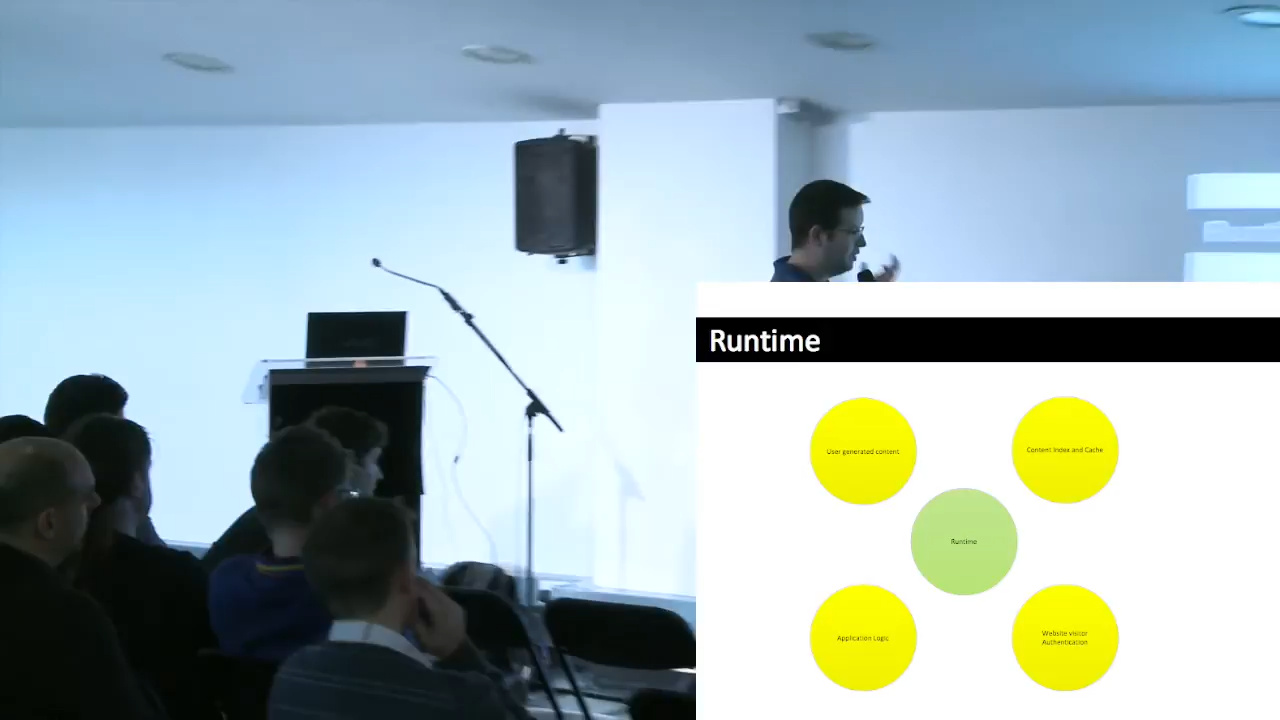 Runtime
User generated content
Content Index and Cache
Runtime
Application Logic
Website visitor
Authentication